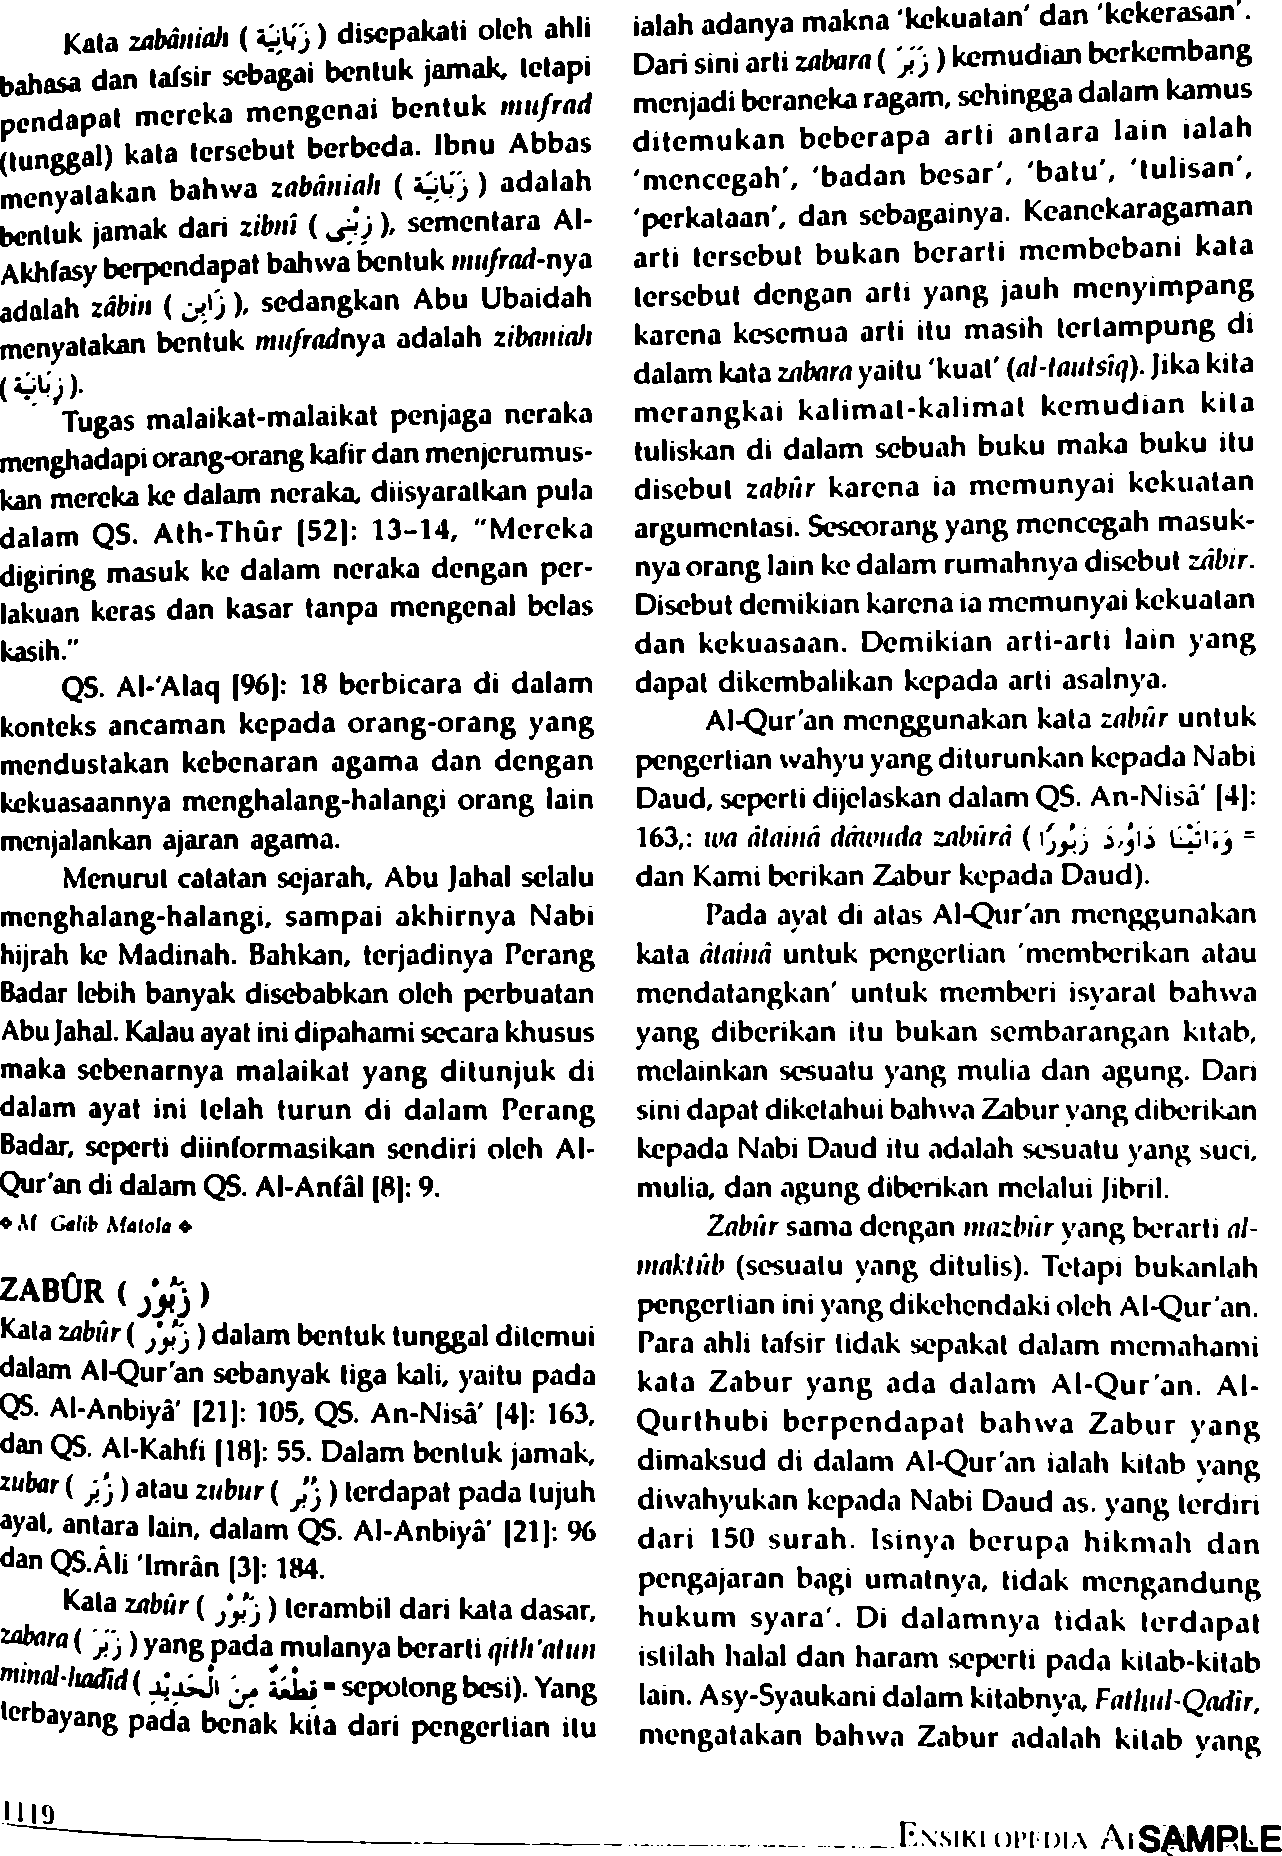 Kata zabâniah ( زَبَانِيَة ) disepakati oleh ahli
bahasa dan tafsir sebagai bentuk jamak, tetapi
pendapat mereka mengenai bentuk mufrad
(tunggal) kata tersebut berbeda. Ibnu Abbas
menyatakan bahwa zabâniah ( زَبَانِيَة ) adalah
bentuk jamak dari zibnî ( زِبْنِى ), sementara Al-
Akhfasy berpendapat bahwa bentuk mufrad-nya
adalah zâbin ( زَابِن ), sedangkan Abu Ubaidah
menyatakan bentuk mufradnya adalah zibaniah
( زِبَانِيَة ).
Tugas malaikat-malaikat penjaga neraka
menghadapi orang-orang kafir dan menjerumus-
kan mereka ke dalam neraka, diisyaratkan pula
dalam QS. Ath-Thûr [52]: 13-14, "Mereka
digiring masuk ke dalam neraka dengan per-
lakuan keras dan kasar tanpa mengenal belas
kasih."
QS. Al-'Alaq [96]: 18 berbicara di dalam
konteks ancaman kepada orang-orang yang
mendustakan kebenaran agama dan dengan
kekuasaannya menghalang-halangi orang lain
menjalankan ajaran agama.
Menurut catatan sejarah, Abu Jahal selalu
menghalang-halangi, sampai akhirnya Nabi
hijrah ke Madinah. Bahkan, terjadinya Perang
Badar lebih banyak disebabkan oleh perbuatan
Abu Jahal. Kalau ayat ini dipahami secara khusus
maka sebenarnya malaikat yang ditunjuk di
dalam ayat ini telah turun di dalam Perang
Badar, seperti diinformasikan sendiri oleh Al-
Qur'an di dalam QS. Al-Anfâl [8]: 9.
◆ M Galib Matola ◆
ZABÛR ( زَبُوْر )
Kata zabûr ( زَبُوْر ) dalam bentuk tunggal ditemui
dalam Al-Qur'an sebanyak tiga kali, yaitu pada
QS. Al-Anbiyâ' [21]: 105, QS. An-Nisâ' [4]: 163,
dan QS. Al-Kahfi [18]: 55. Dalam bentuk jamak,
zubar ( زُبَر ) atau zubur ( زُبُر ) terdapat pada tujuh
ayat, antara lain, dalam QS. Al-Anbiyâ' [21]: 96
dan QS.Âli 'Imrân [3]: 184.
Kata zabûr ( زَبُوْر ) terambil dari kata dasar,
zabara ( زَبَرَ ) yang pada mulanya berarti qith'atun
minal-hadîd ( قِطْعَةٌ مِنَ الْحَدِيْدِ = sepotong besi). Yang
terbayang pada benak kita dari pengertian itu
ialah adanya makna 'kekuatan' dan 'kekerasan'.
Dari sini arti zabara ( زَبَرَ ) kemudian berkembang
menjadi beraneka ragam, sehingga dalam kamus
ditemukan beberapa arti antara lain ialah
'mencegah', 'badan besar', 'batu', 'tulisan',
'perkataan', dan sebagainya. Keanekaragaman
arti tersebut bukan berarti membebani kata
tersebut dengan arti yang jauh menyimpang
karena kesemua arti itu masih tertampung di
dalam kata zabara yaitu 'kuat' (al-tautsîq). Jika kita
merangkai kalimat-kalimat kemudian kita
tuliskan di dalam sebuah buku maka buku itu
disebut zabûr karena ia memunyai kekuatan
argumentasi. Seseorang yang mencegah masuk-
nya orang lain ke dalam rumahnya disebut zâbir.
Disebut demikian karena ia memunyai kekuatan
dan kekuasaan. Demikian arti-arti lain yang
dapat dikembalikan kepada arti asalnya.
Al-Qur'an menggunakan kata zabûr untuk
pengertian wahyu yang diturunkan kepada Nabi
Daud, seperti dijelaskan dalam QS. An-Nisâ' [4]:
163,: wa âtainâ dâwuda zabûrâ ( وَءَاتَيْنَا دَاوُۥدَ زَبُوْرًا =
dan Kami berikan Zabur kepada Daud).
Pada ayat di atas Al-Qur'an menggunakan
kata âtainâ untuk pengertian 'memberikan atau
mendatangkan' untuk memberi isyarat bahwa
yang diberikan itu bukan sembarangan kitab,
melainkan sesuatu yang mulia dan agung. Dari
sini dapat diketahui bahwa Zabur yang diberikan
kepada Nabi Daud itu adalah sesuatu yang suci,
mulia, dan agung diberikan melalui Jibril.
Zabûr sama dengan mazbûr yang berarti al-
maktûb (sesuatu yang ditulis). Tetapi bukanlah
pengertian ini yang dikehendaki oleh Al-Qur'an.
Para ahli tafsir tidak sepakat dalam memahami
kata Zabur yang ada dalam Al-Qur'an. Al-
Qurthubi berpendapat bahwa Zabur yang
dimaksud di dalam Al-Qur'an ialah kitab yang
diwahyukan kepada Nabi Daud as. yang terdiri
dari 150 surah. Isinya berupa hikmah dan
pengajaran bagi umatnya, tidak mengandung
hukum syara'. Di dalamnya tidak terdapat
istilah halal dan haram seperti pada kitab-kitab
lain. Asy-Syaukani dalam kitabnya, Fathul-Qadîr,
mengatakan bahwa Zabur adalah kitab yang
1119
ENSIKLOPEDIA
SAMPLE